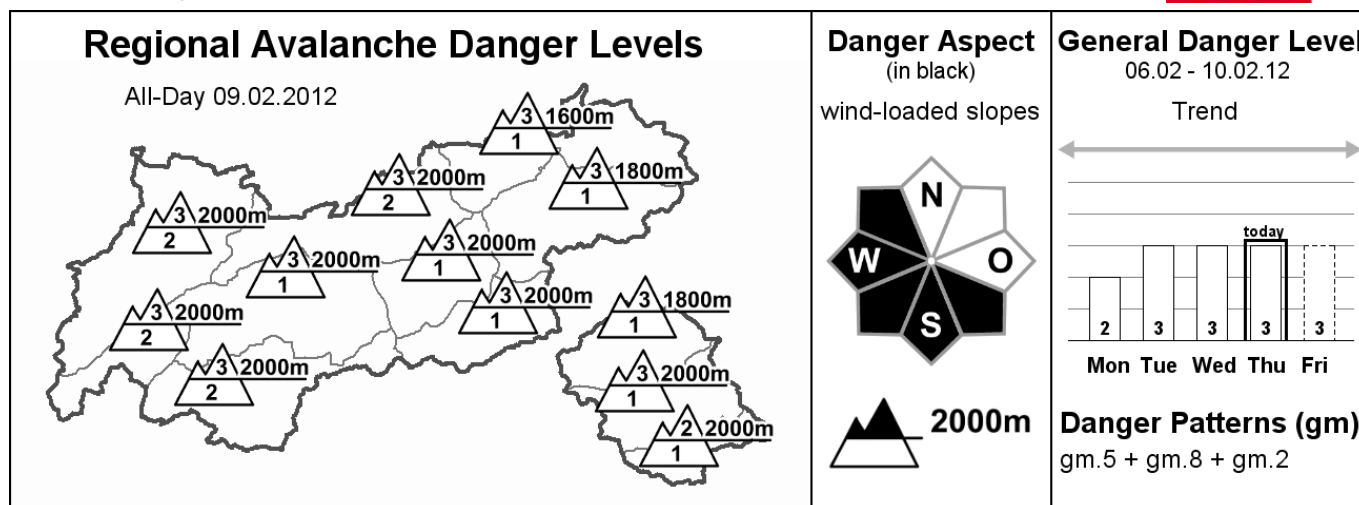 Regional Avalanche Danger Levels
All-Day 09.02.2012
3 1600m
1
3 1800m
1
3 2000m
2
3 2000m
2
3 2000m
1
3 2000m
1
3 2000m
1
3 1800m
1
3 2000m
2
3 2000m
2
3 2000m
1
2 2000m
1
Danger Aspect
(in black)
wind-loaded slopes
N
W
O
S
2000m
General Danger Level
06.02 - 10.02.12
Trend
today
2 3 3 3 3
Mon Tue Wed Thu Fri
Danger Patterns (gm)
gm.5 + gm.8 + gm.2